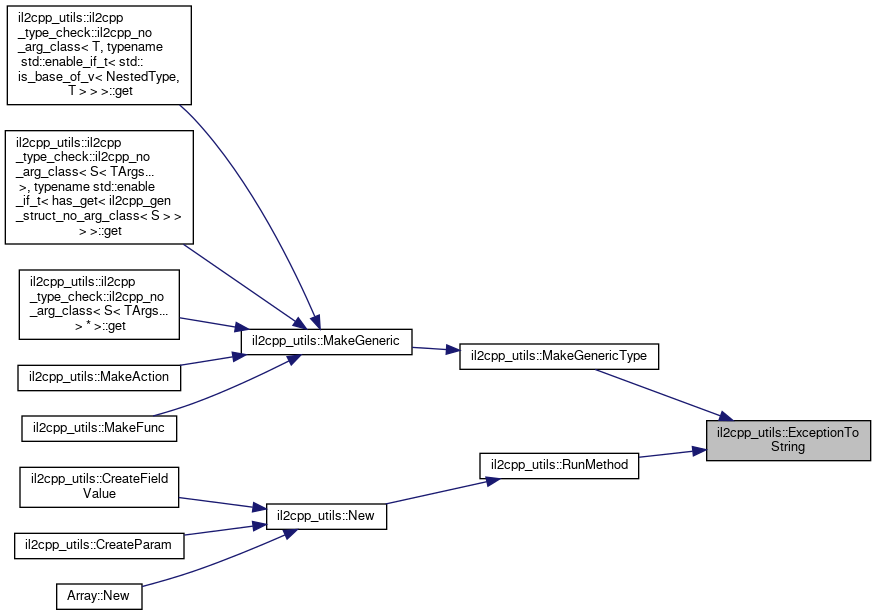 il2cpp_utils::il2cpp
_type_check::il2cpp_no
_arg_class< T, typename
std::enable_if_t< std::
is_base_of_v< NestedType,
T > > >::get
il2cpp_utils::il2cpp
_type_check::il2cpp_no
_arg_class< S< TArgs...
>, typename std::enable
_if_t< has_get< il2cpp_gen
_struct_no_arg_class< S > >
> >::get
il2cpp_utils::il2cpp
_type_check::il2cpp_no
_arg_class< S< TArgs...
> * >::get
il2cpp_utils::MakeGeneric
il2cpp_utils::MakeGenericType
il2cpp_utils::MakeAction
il2cpp_utils::MakeFunc
il2cpp_utils::ExceptionTo
String
il2cpp_utils::RunMethod
il2cpp_utils::CreateField
Value
il2cpp_utils::New
il2cpp_utils::CreateParam
Array::New